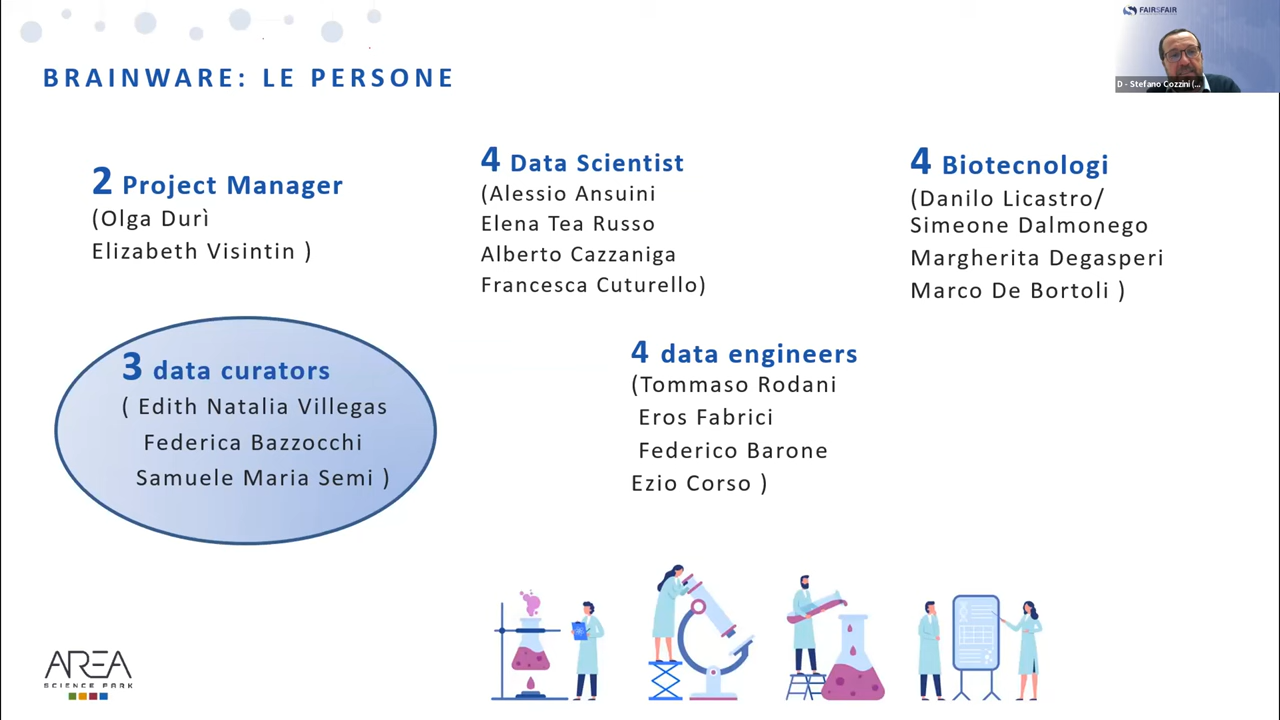 FAIRSFAIR
D - Stefano Cozzini (...
BRAINWARE: LE PERSONE
2 Project Manager
(Olga Durì
Elizabeth Visintin )
4 Data Scientist
(Alessio Ansuini
Elena Tea Russo
Alberto Cazzaniga
Francesca Cuturello)
4 Biotecnologi
(Danilo Licastro/
Simeone Dalmonego
Margherita Degasperi
Marco De Bortoli )
3 data curators
( Edith Natalia Villegas
Federica Bazzocchi
Samuele Maria Semi )
4 data engineers
(Tommaso Rodani
Eros Fabrici
Federico Barone
Ezio Corso )
AREA
SCIENCE PARK